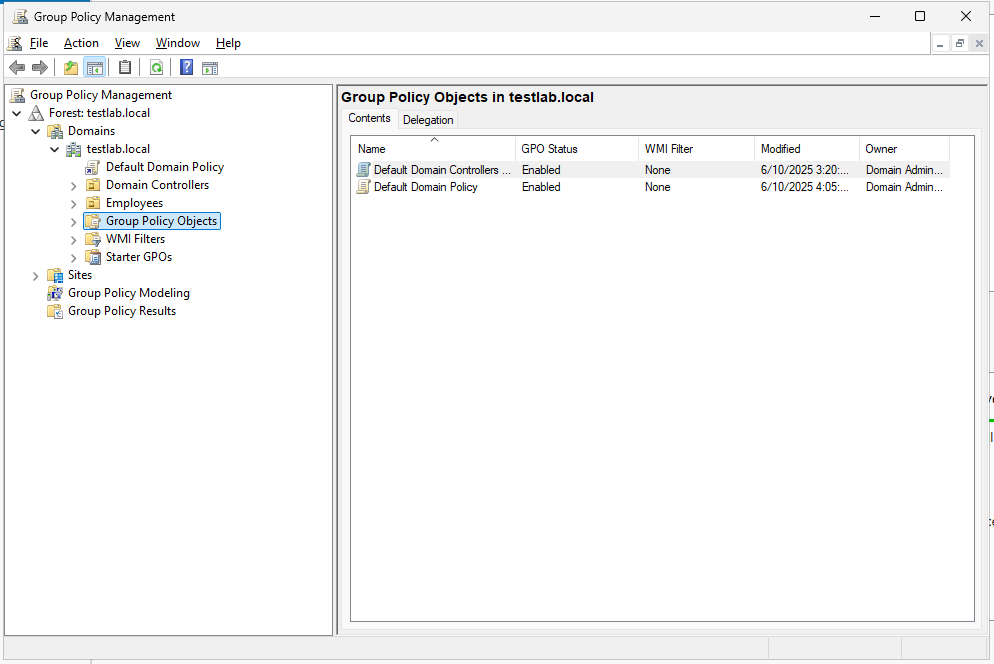 Group Policy Management
File Action View Window Help
Group Policy Management
Forest: testlab.local
Domains
testlab.local
Default Domain Policy
Domain Controllers
Employees
Group Policy Objects
WMI Filters
Starter GPOs
Sites
Group Policy Modeling
Group Policy Results
Group Policy Objects in testlab.local
Contents Delegation
Name GPO Status WMI Filter Modified Owner
Default Domain Controllers ... Enabled None 6/10/2025 3:20:... Domain Admin...
Default Domain Policy Enabled None 6/10/2025 4:05:... Domain Admin...